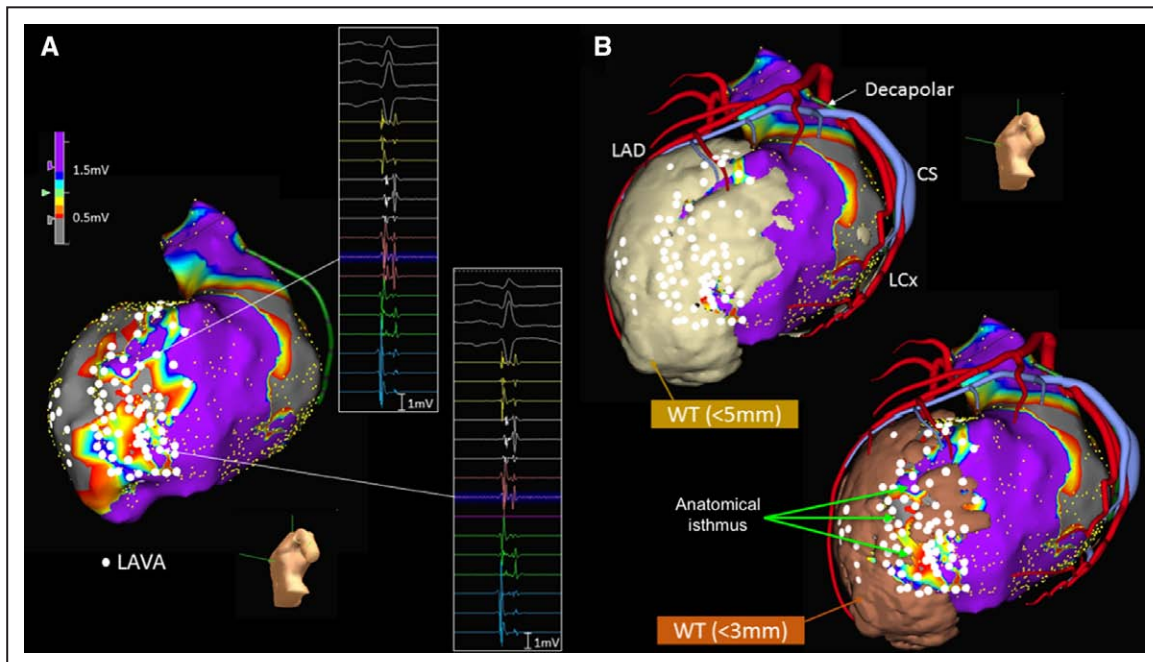 A
1.5mV
0.5mV
LAVA
1mV
1mV
B
Decapolar
LAD
CS
LCx
WT (<5mm)
Anatomical
isthmus
WT (<3mm)